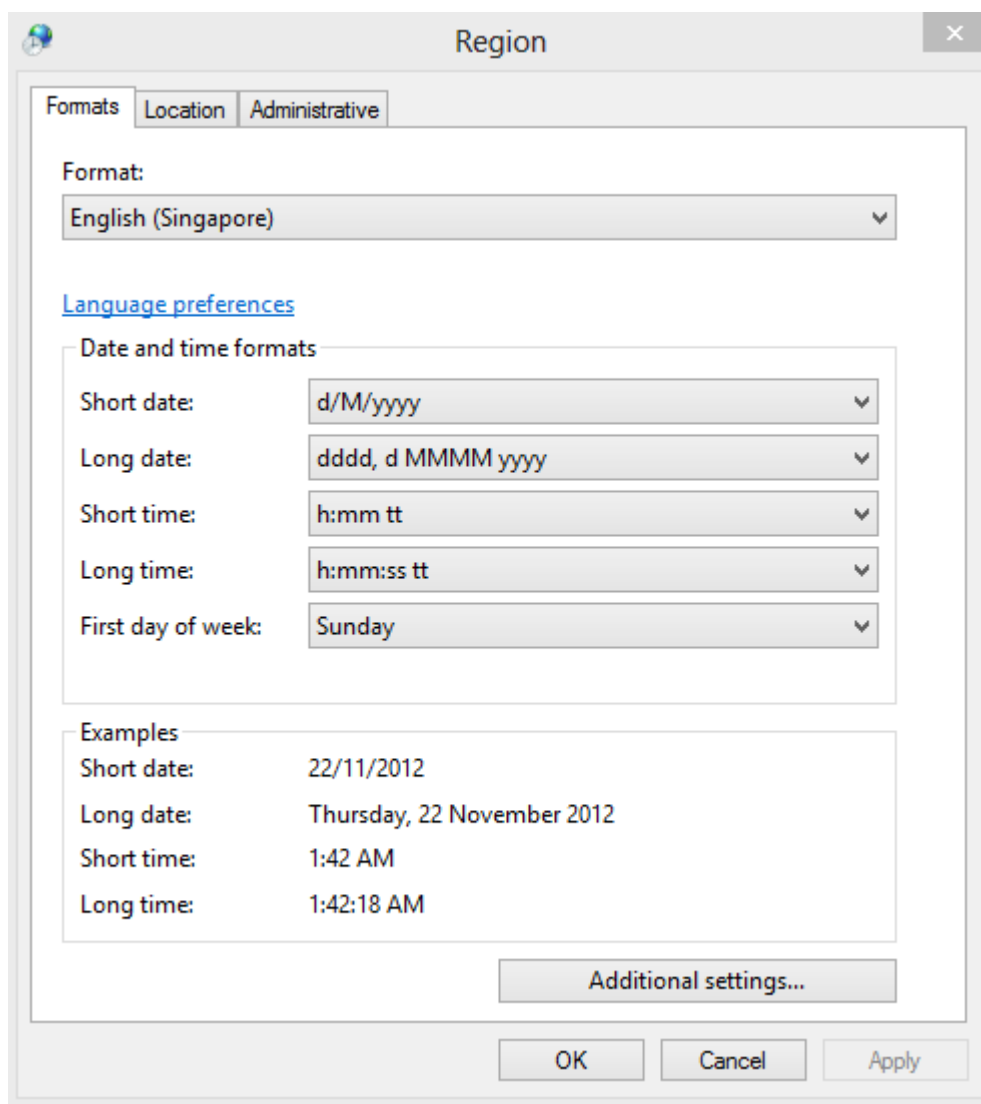 Region
Formats Location Administrative
Format:
English (Singapore)
Language preferences
Date and time formats
Short date: d/M/yyyy
Long date: dddd, d MMMM yyyy
Short time: h:mm tt
Long time: h:mm:ss tt
First day of week: Sunday
Examples
Short date: 22/11/2012
Long date: Thursday, 22 November 2012
Short time: 1:42 AM
Long time: 1:42:18 AM
Additional settings...
OK Cancel Apply